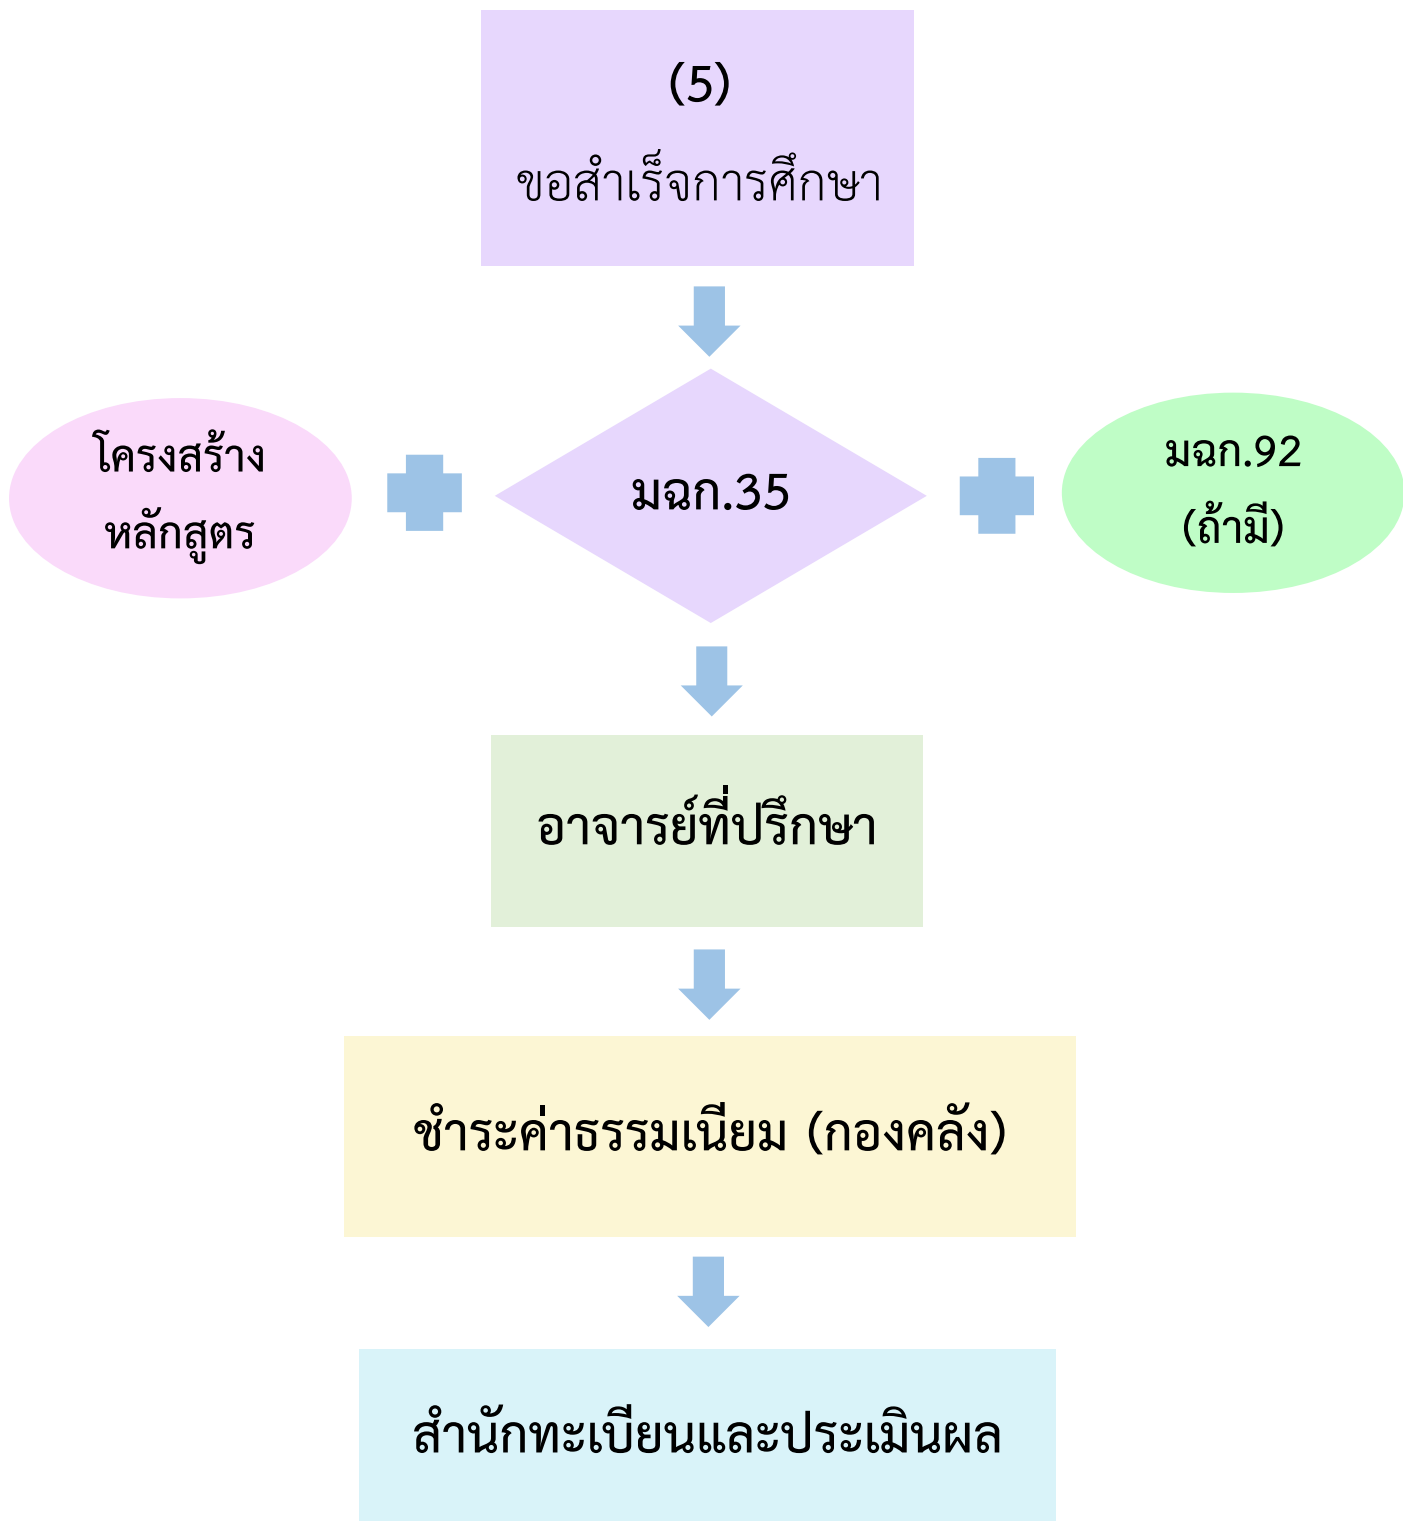 (5)
ขอสำเร็จการศึกษา
โครงสร้าง
หลักสูตร
มฉก.35
มฉก.92
(ถ้ามี)
อาจารย์ที่ปรึกษา
ชำระค่าธรรมเนียม (กองคลัง)
สำนักทะเบียนและประเมินผล